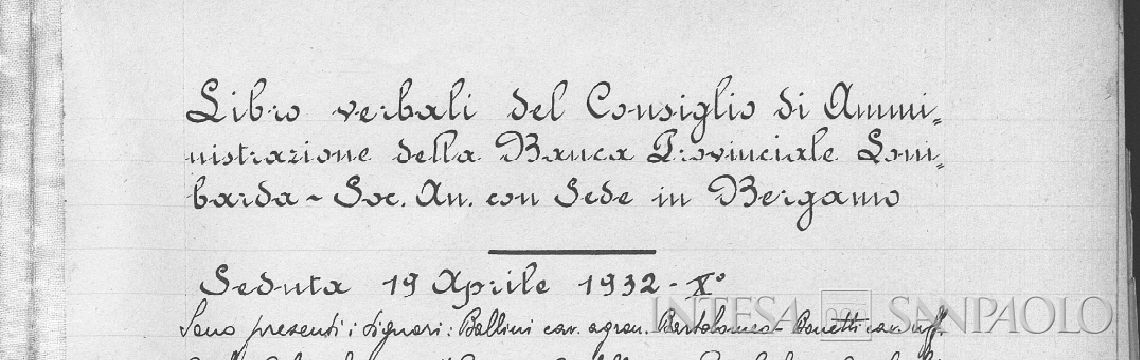 Libro verbali del Consiglio di Ammi=
nistrazione della Banca Provinciale Lom=
barda - Soc. An. con Sede in Bergamo
Seduta 19 Aprile 1932 - X°
Sono presenti i signori: Bellini cav. agron. Bartolomeo - Bonetti cav. uff.
INTESA SANPAOLO